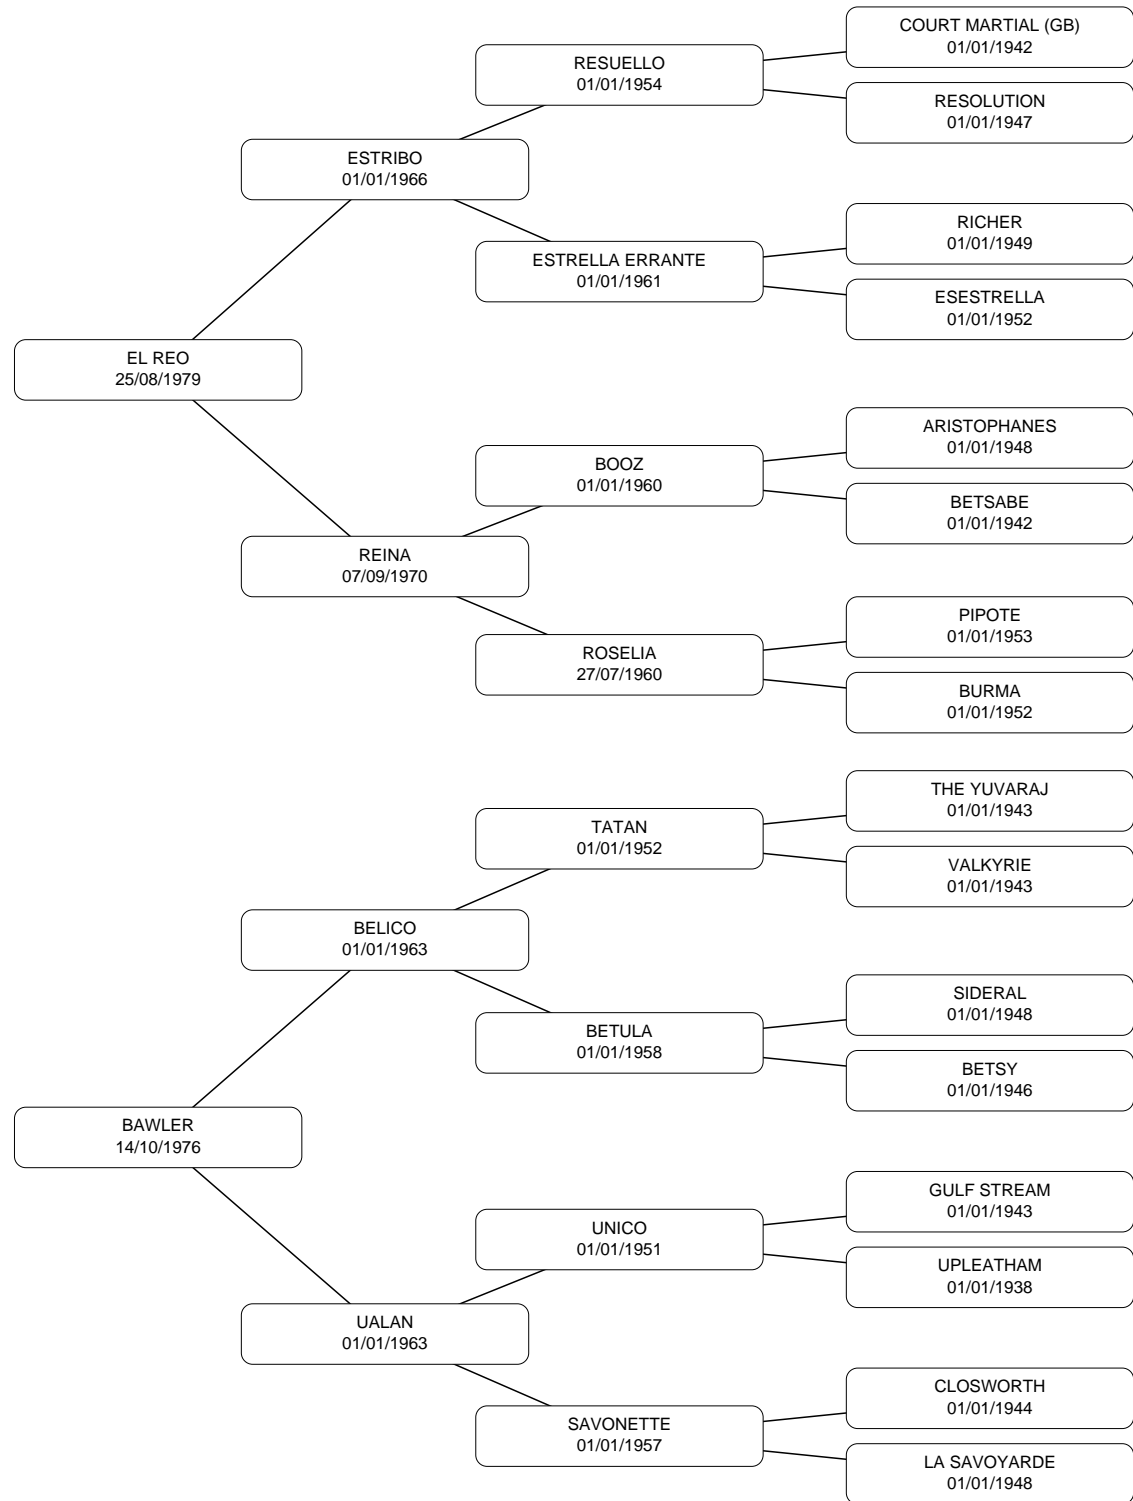 COURT MARTIAL (GB)
01/01/1942
RESUELLO
01/01/1954
RESOLUTION
01/01/1947
ESTRIBO
01/01/1966
RICHER
01/01/1949
ESTRELLA ERRANTE
01/01/1961
ESESTRELLA
01/01/1952
EL REO
25/08/1979
ARISTOPHANES
01/01/1948
BOOZ
01/01/1960
BETSABE
01/01/1942
REINA
07/09/1970
PIPOTE
01/01/1953
ROSELIA
27/07/1960
BURMA
01/01/1952
THE YUVARAJ
01/01/1943
TATAN
01/01/1952
VALKYRIE
01/01/1943
BELICO
01/01/1963
SIDERAL
01/01/1948
BETULA
01/01/1958
BETSY
01/01/1946
BAWLER
14/10/1976
GULF STREAM
01/01/1943
UNICO
01/01/1951
UPLEATHAM
01/01/1938
UALAN
01/01/1963
CLOSWORTH
01/01/1944
SAVONETTE
01/01/1957
LA SAVOYARDE
01/01/1948